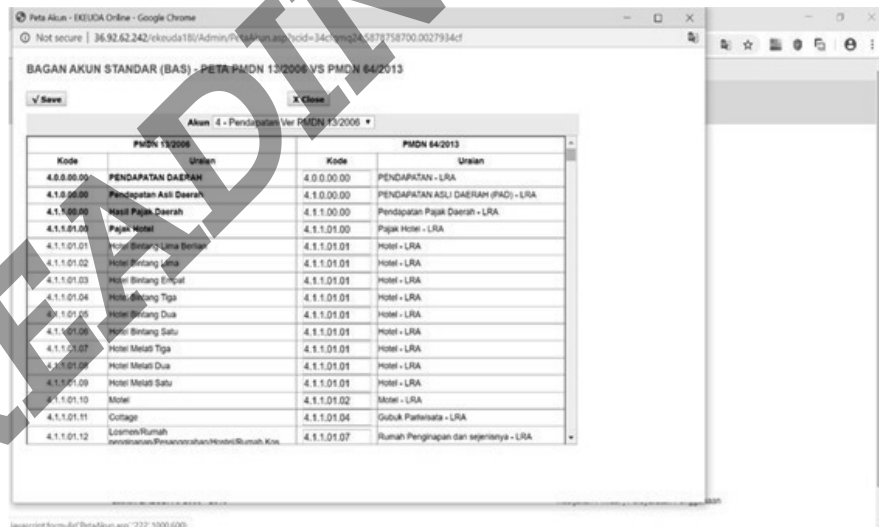 Peta Akun - EKEUDA Online - Google Chrome
Not secure | 36.92.62.242/ekeuda18I/Admin/PetaAkun.asp?
BAGAN AKUN STANDAR (BAS) - PETA PMDN 13/2006 VS PMDN 64/2013
√ Save X Close
Akun 4 - Pendapatan Ver PMDN 13/2006
PMDN 13/2006 PMDN 64/2013
Kode Uraian Kode Uraian
4.0.0.00.00 PENDAPATAN DAERAH 4.0.0.00.00 PENDAPATAN - LRA
4.1.0.00.00 Pendapatan Asli Daerah 4.1.0.00.00 PENDAPATAN ASLI DAERAH (PAD) - LRA
4.1.1.00.00 Hasil Pajak Daerah 4.1.1.00.00 Pendapatan Pajak Daerah - LRA
4.1.1.01.00 Pajak Hotel 4.1.1.01.00 Pajak Hotel - LRA
4.1.1.01.01 Hotel Bintang Lima Berlian 4.1.1.01.01 Hotel - LRA
4.1.1.01.02 Hotel Bintang Lima 4.1.1.01.01 Hotel - LRA
4.1.1.01.03 Hotel Bintang Empat 4.1.1.01.01 Hotel - LRA
4.1.1.01.04 Hotel Bintang Tiga 4.1.1.01.01 Hotel - LRA
4.1.1.01.05 Hotel Bintang Dua 4.1.1.01.01 Hotel - LRA
4.1.1.01.06 Hotel Bintang Satu 4.1.1.01.01 Hotel - LRA
4.1.1.01.07 Hotel Melati Tiga 4.1.1.01.01 Hotel - LRA
4.1.1.01.08 Hotel Melati Dua 4.1.1.01.01 Hotel - LRA
4.1.1.01.09 Hotel Melati Satu 4.1.1.01.01 Hotel - LRA
4.1.1.01.10 Motel 4.1.1.01.02 Motel - LRA
4.1.1.01.11 Cottage 4.1.1.01.04 Gubuk Pariwisata - LRA
4.1.1.01.12 Losmen/Rumah penginapan/Pesanggrahan/Hostel/Rumah Kos 4.1.1.01.07 Rumah Penginapan dan sejenisnya - LRA